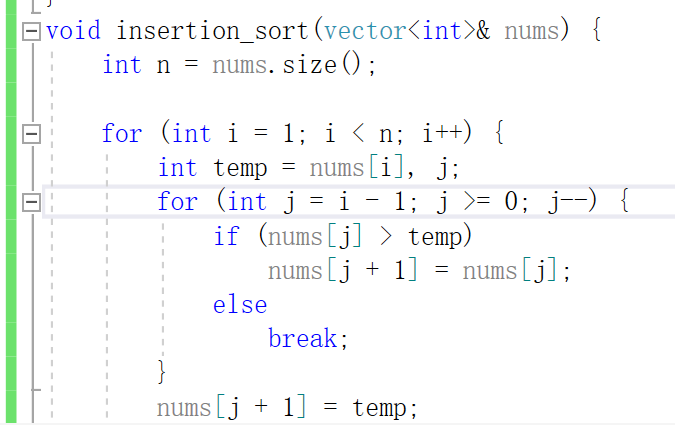 }
void insertion_sort(vector<int>& nums) {
    int n = nums.size();

    for (int i = 1; i < n; i++) {
        int temp = nums[i], j;
        for (int j = i - 1; j >= 0; j--) {
            if (nums[j] > temp)
                nums[j + 1] = nums[j];
            else
                break;
        }
        nums[j + 1] = temp;